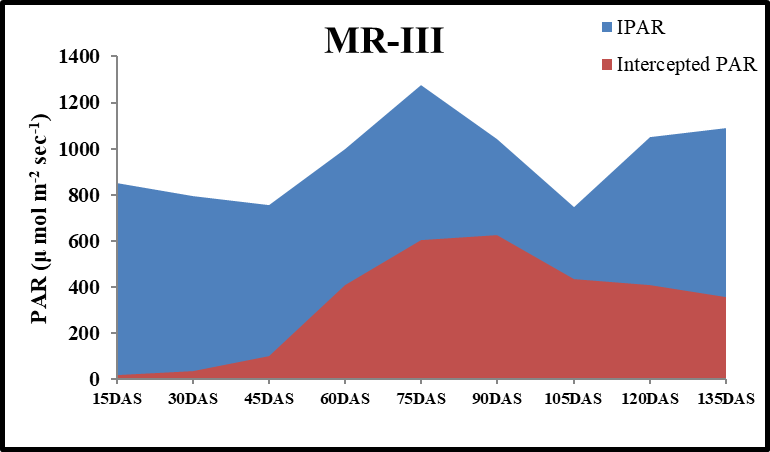 MR-III
IPAR
Intercepted PAR
PAR (µ mol m⁻² sec⁻¹)
1400
1200
1000
800
600
400
200
0
15DAS 30DAS 45DAS 60DAS 75DAS 90DAS 105DAS 120DAS 135DAS